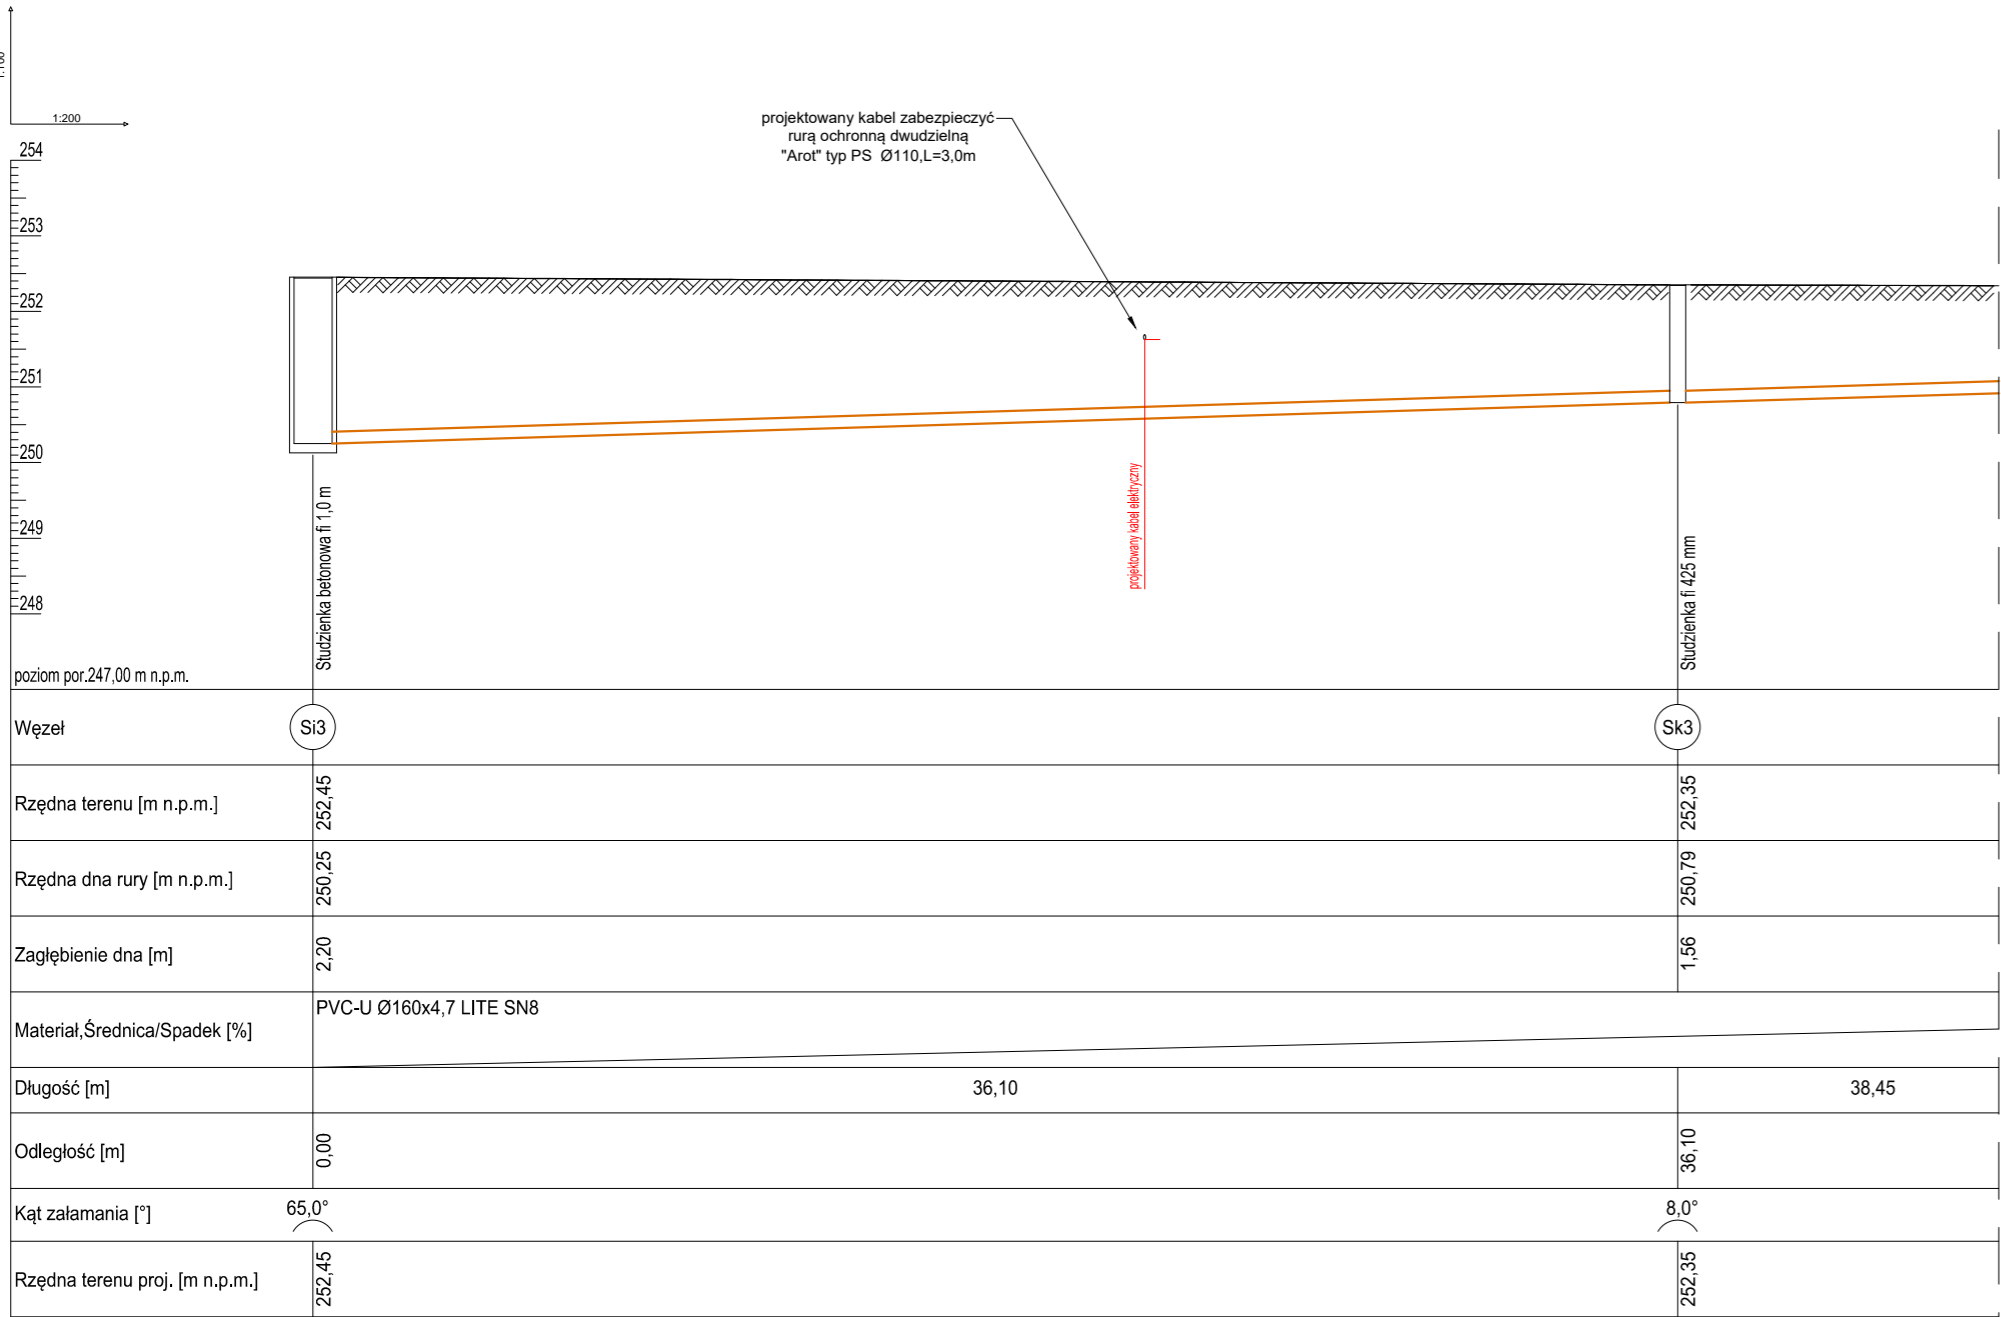 1:100
1:200
projektowany kabel zabezpieczyć
rurą ochronną dwudzielną
"Arot" typ PS Ø110,L=3,0m
254
253
252
251
250
249
248
projektowany kabel elektryczny
Studzienka betonowa fi 1,0 m
Studzienka fi 425 mm
poziom por.247,00 m n.p.m.
Węzeł Si3 Sk3
Rzędna terenu [m n.p.m.] 252,45 252,35
Rzędna dna rury [m n.p.m.] 250,25 250,79
Zagłębienie dna [m] 2,20 1,56
PVC-U Ø160x4,7 LITE SN8
Materiał,Średnica/Spadek [%]
Długość [m] 36,10 38,45
Odległość [m] 0,00 36,10
Kąt załamania [°] 65,0° 8,0°
Rzędna terenu proj. [m n.p.m.] 252,45 252,35